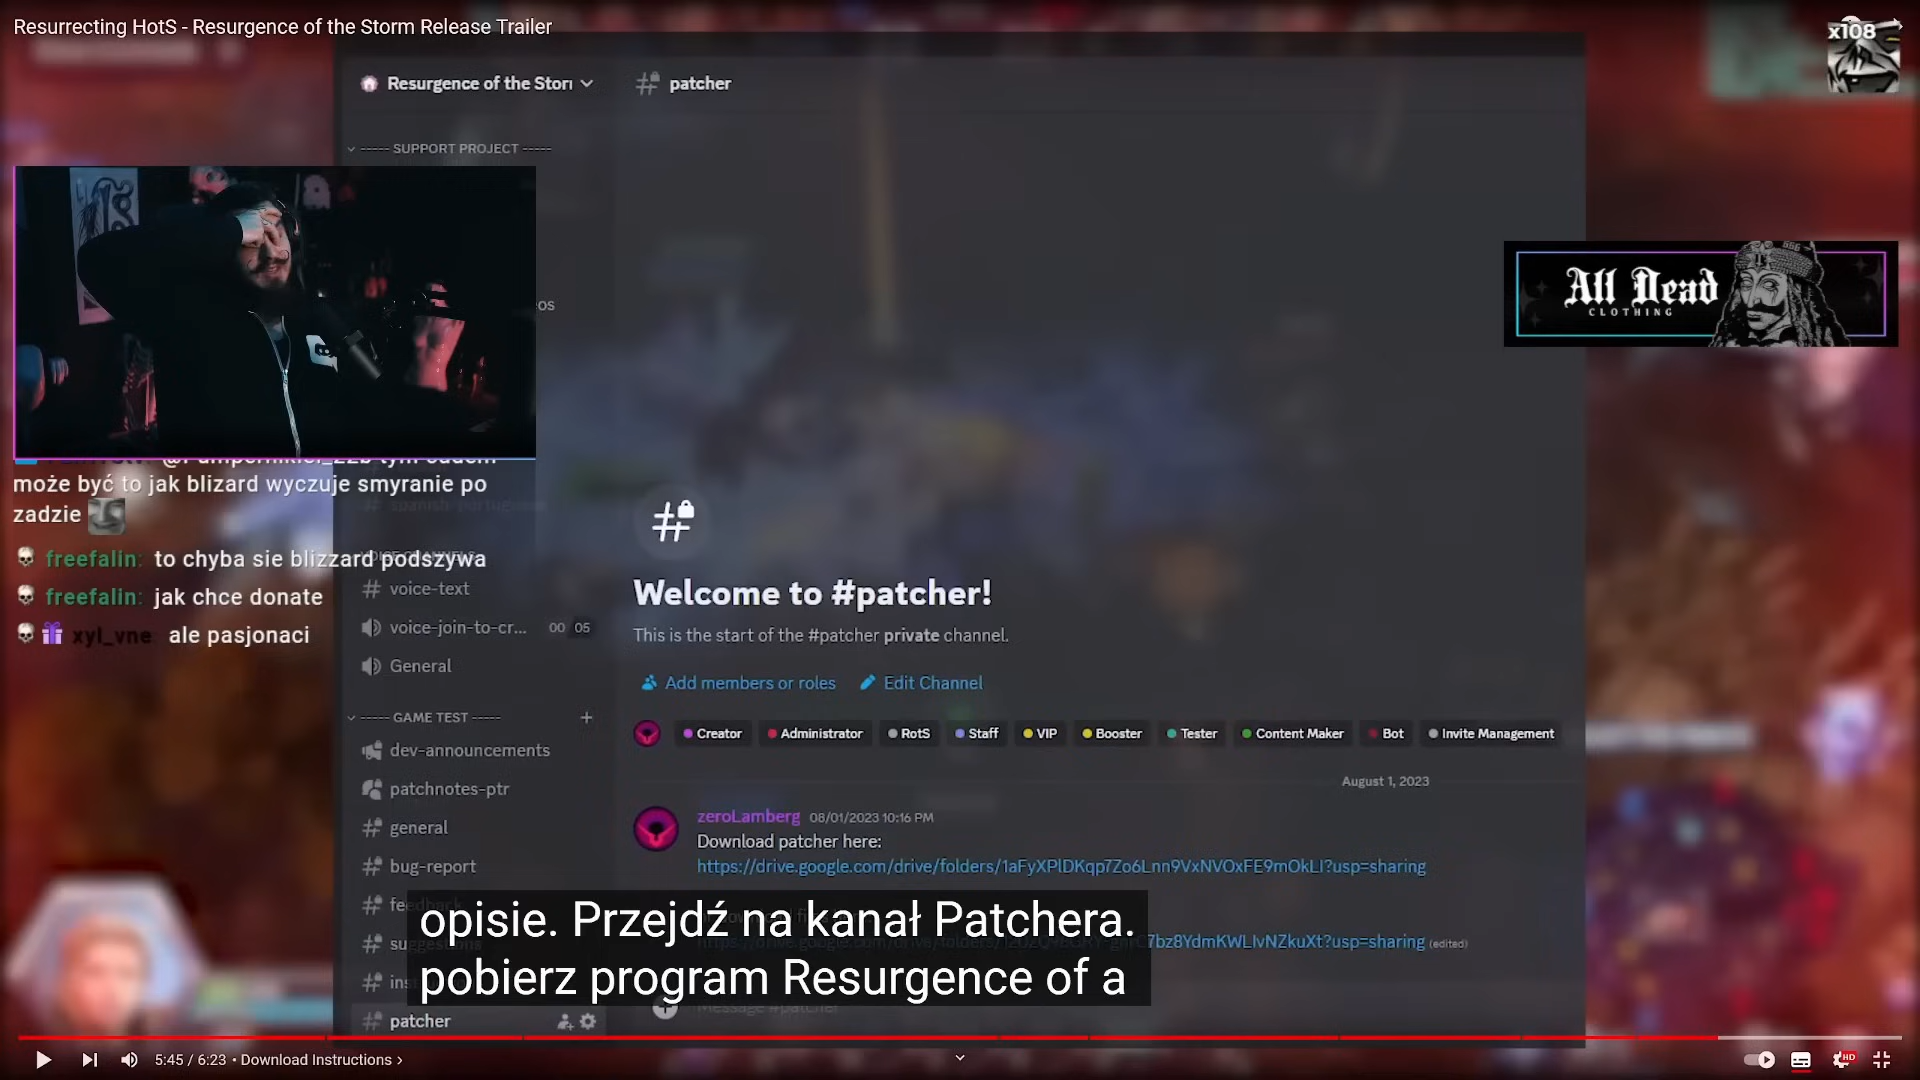 Resurrecting HotS - Resurgence of the Storm Release Trailer
x108
Resurgence of the Stor
patcher
----- SUPPORT PROJECT -----
All Dead
CLOTHING
może być to jak blizard wyczuje smyranie po
zadzie
freefalin: to chyba sie blizzard podszywa
freefalin: jak chce donate
xyl_vne: ale pasjonaci
voice-text
voice-join-to-cr... 00 05
General
----- GAME TEST -----
dev-announcements
patchnotes-ptr
general
bug-report
patcher
Welcome to #patcher!
This is the start of the #patcher private channel.
Add members or roles
Edit Channel
Creator
Administrator
RotS
Staff
VIP
Booster
Tester
Content Maker
Bot
Invite Management
August 1, 2023
zeroLamberg 08/01/2023 10:16 PM
Download patcher here:
https://drive.google.com/drive/folders/1aFyXPlDKqp7Zo6Lnn9VxNVOxFE9mOkLI?usp=sharing
7bz8YdmKWLIvNZkuXt?usp=sharing (edited)
opisie. Przejdź na kanał Patchera.
pobierz program Resurgence of a
Message #patcher
5:45 / 6:23 • Download Instructions ›
HD